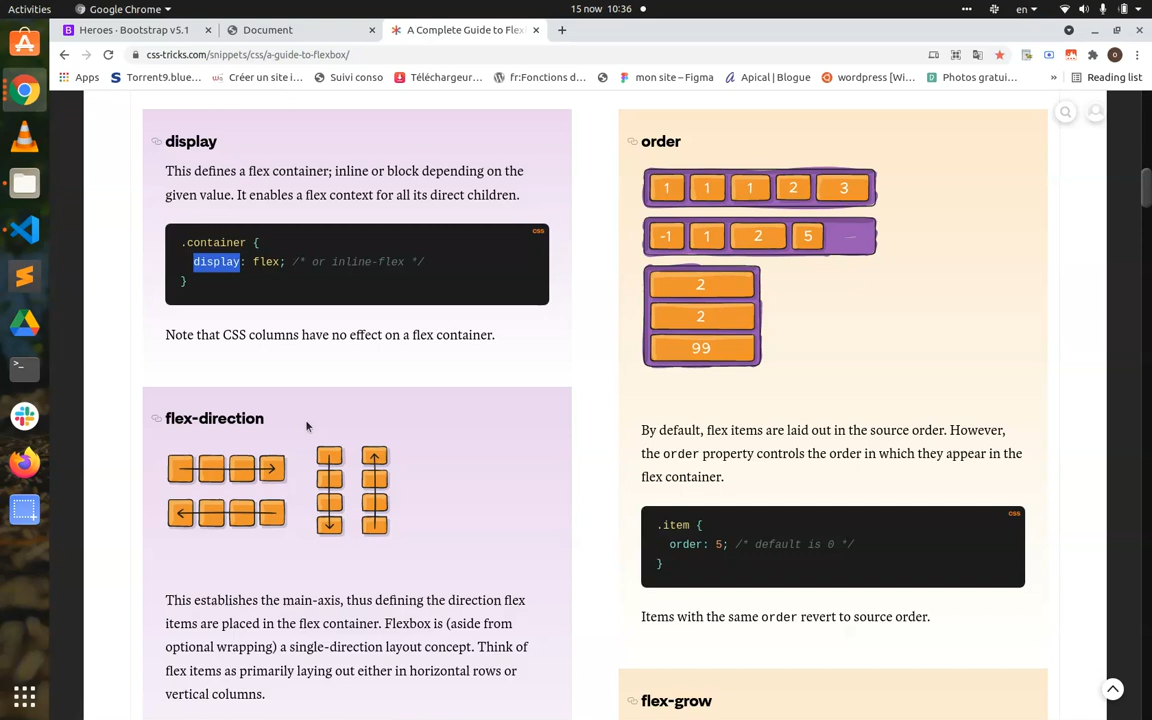 Activities
Google Chrome
15 nov 10:36
en
Heroes · Bootstrap v5.1
Document
A Complete Guide to Fle
css-tricks.com/snippets/css/a-guide-to-flexbox/
Apps
Torrent9.blue...
Créer un site i...
Suivi conso
Téléchargeur...
fr:Fonctions d...
mon site – Figma
Apical | Blogue
wordpress [Wi...
Photos gratui...
»
Reading list
display
This defines a flex container; inline or block depending on the
given value. It enables a flex context for all its direct children.
css
.container {
display: flex; /* or inline-flex */
}
Note that CSS columns have no effect on a flex container.
flex-direction
This establishes the main-axis, thus defining the direction flex
items are placed in the flex container. Flexbox is (aside from
optional wrapping) a single-direction layout concept. Think of
flex items as primarily laying out either in horizontal rows or
vertical columns.
order
1 1 1 2 3
-1 1 2 5
2
2
99
By default, flex items are laid out in the source order. However,
the order property controls the order in which they appear in the
flex container.
css
.item {
order: 5; /* default is 0 */
}
Items with the same order revert to source order.
flex-grow